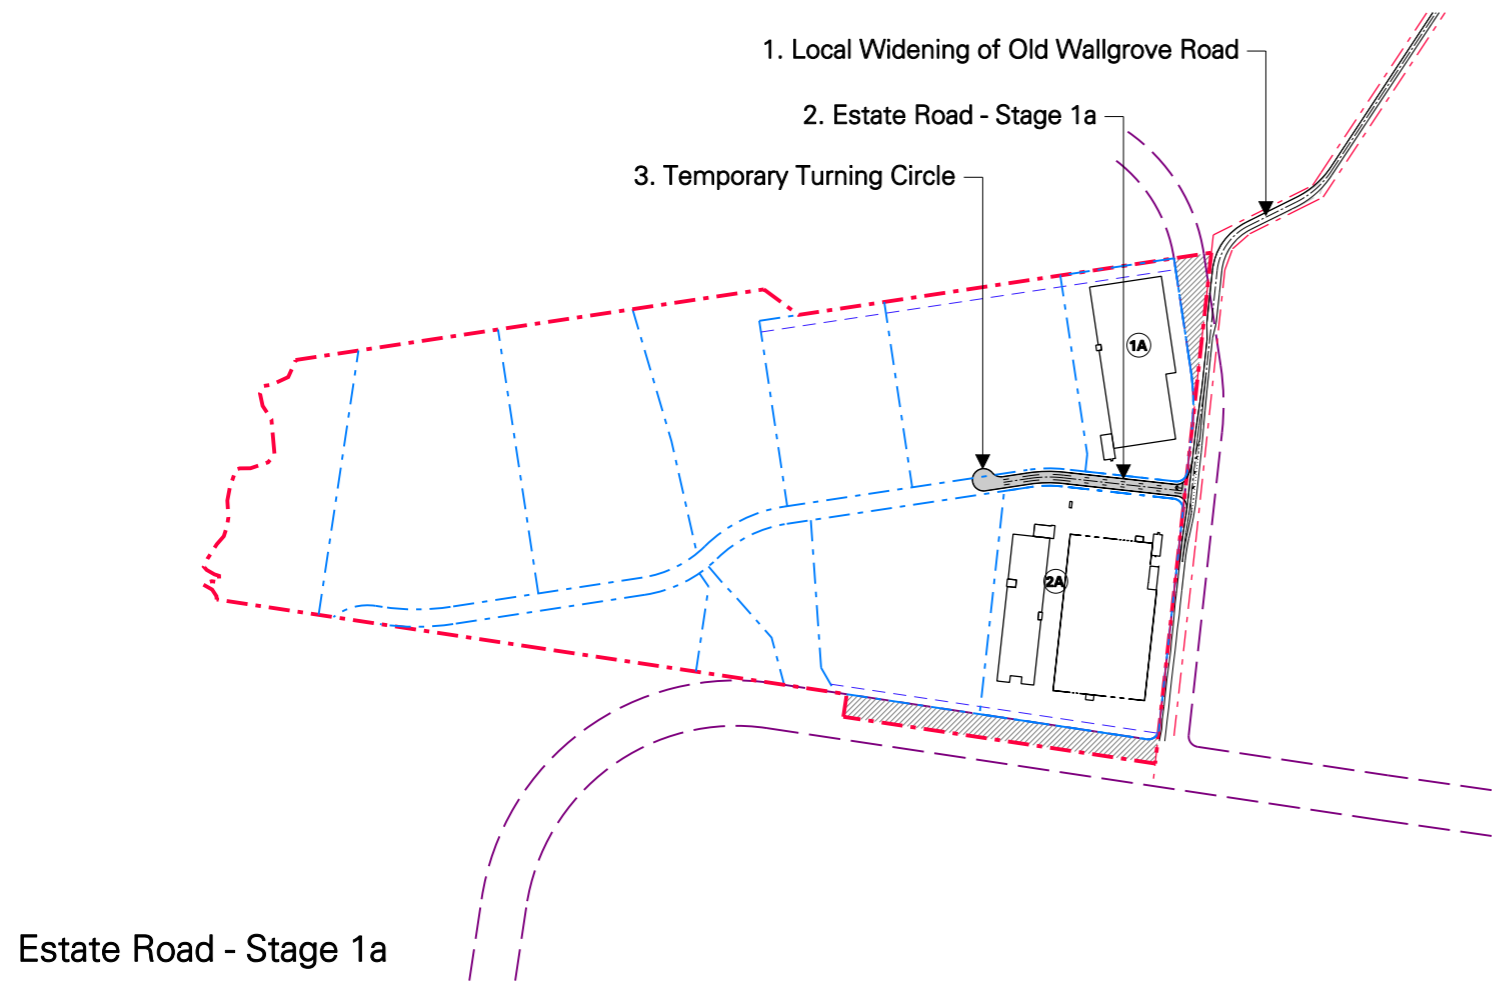 1. Local Widening of Old Wallgrove Road
2. Estate Road - Stage 1a
3. Temporary Turning Circle
1A
2A
Estate Road - Stage 1a